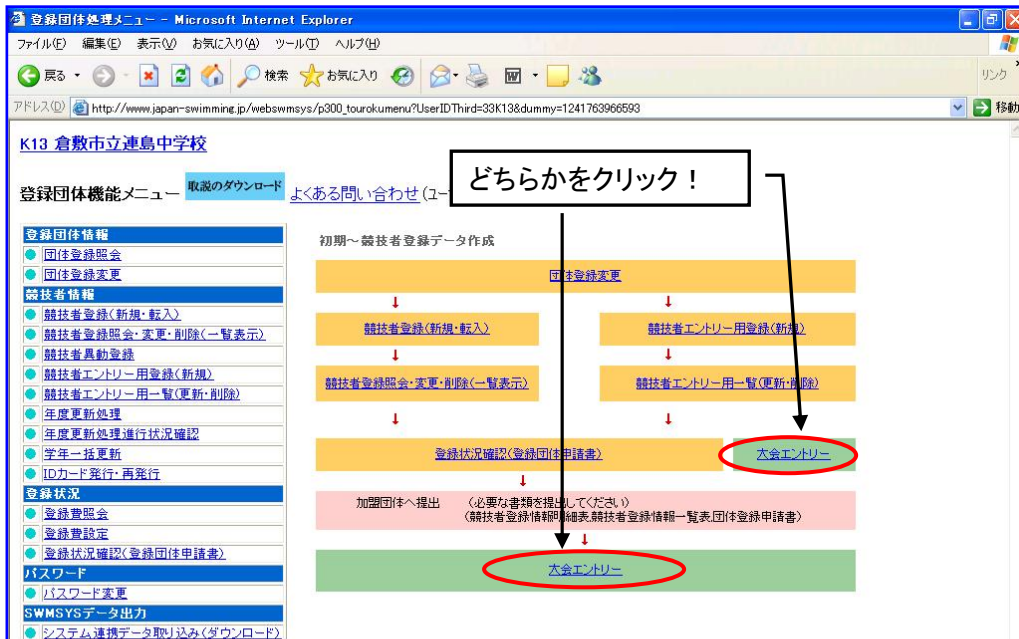 登録団体処理メニュー - Microsoft Internet Explorer
ファイル(F) 編集(E) 表示(V) お気に入り(A) ツール(T) ヘルプ(H)
戻る 検索 お気に入り リンク
アドレス(D) http://www.japan-swimming.jp/webswmsys/p300_tourokumenu?UserIDThird=33K13&dummy=1241763966593 移動
K13 倉敷市立連島中学校
どちらかをクリック！
登録団体機能メニュー 取説のダウンロード よくある問い合わせ(ユー
登録団体情報
団体登録照会
団体登録変更
競技者情報
競技者登録(新規・転入)
競技者登録照会・変更・削除(一覧表示)
競技者異動登録
競技者エントリー用登録(新規)
競技者エントリー用一覧(更新・削除)
年度更新処理
年度更新処理進行状況確認
学年一括更新
IDカード発行・再発行
登録状況
登録費照会
登録費設定
登録状況確認(登録団体申請書)
パスワード
パスワード変更
SWMSYSデータ出力
システム連携データ取り込み(ダウンロード)
初期～競技者登録データ作成
団体登録変更
↓ ↓
競技者登録(新規・転入) 競技者エントリー用登録(新規)
↓ ↓
競技者登録照会・変更・削除(一覧表示) 競技者エントリー用一覧(更新・削除)
↓ ↓
登録状況確認(登録団体申請書) 大会エントリー
↓
加盟団体へ提出 (必要な書類を提出してください)
(競技者登録情報明細表,競技者登録情報一覧表,団体登録申請書)
↓
大会エントリー